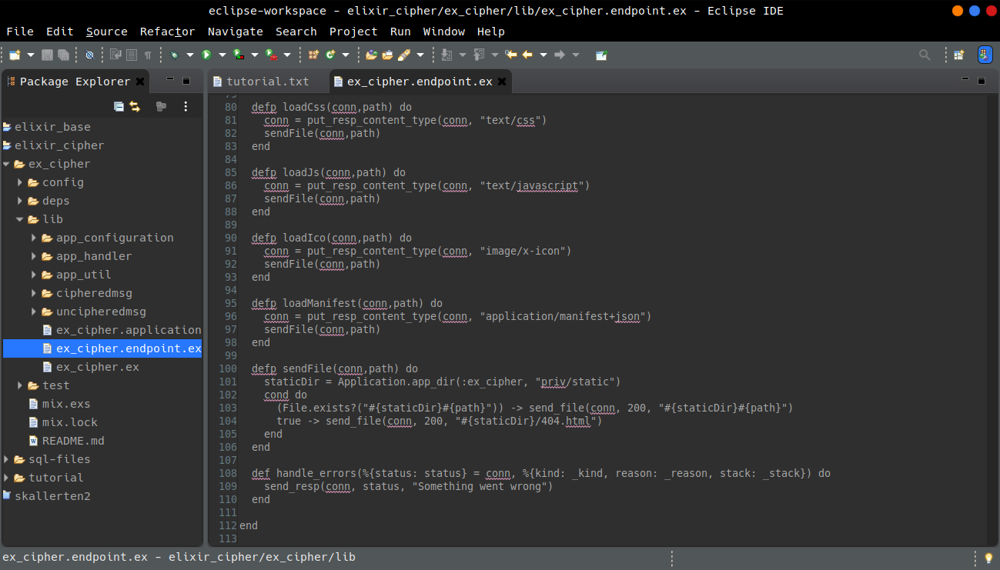 eclipse-workspace - elixir_cipher/ex_cipher/lib/ex_cipher.endpoint.ex - Eclipse IDE
File Edit Source Refactor Navigate Search Project Run Window Help
Package Explorer
elixir_base
elixir_cipher
ex_cipher
config
deps
lib
app_configuration
app_handler
app_util
cipheredmsg
uncipheredmsg
ex_cipher.application
ex_cipher.endpoint.ex
ex_cipher.ex
test
mix.exs
mix.lock
README.md
sql-files
tutorial
skallerten2
tutorial.txt ex_cipher.endpoint.ex
80 defp loadCss(conn,path) do
81 conn = put_resp_content_type(conn, "text/css")
82 sendFile(conn,path)
83 end
84
85 defp loadJs(conn,path) do
86 conn = put_resp_content_type(conn, "text/javascript")
87 sendFile(conn,path)
88 end
89
90 defp loadIco(conn,path) do
91 conn = put_resp_content_type(conn, "image/x-icon")
92 sendFile(conn,path)
93 end
94
95 defp loadManifest(conn,path) do
96 conn = put_resp_content_type(conn, "application/manifest+json")
97 sendFile(conn,path)
98 end
99
100 defp sendFile(conn,path) do
101 staticDir = Application.app_dir(:ex_cipher, "priv/static")
102 cond do
103 (File.exists?("#{staticDir}#{path}")) -> send_file(conn, 200, "#{staticDir}#{path}")
104 true -> send_file(conn, 200, "#{staticDir}/404.html")
105 end
106 end
107
108 def handle_errors(%{status: status} = conn, %{kind: _kind, reason: _reason, stack: _stack}) do
109 send_resp(conn, status, "Something went wrong")
110 end
111
112 end
113
ex_cipher.endpoint.ex - elixir_cipher/ex_cipher/lib